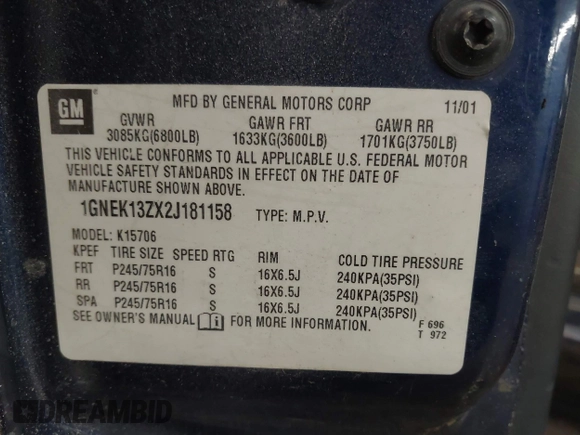 GM
MFD BY GENERAL MOTORS CORP 11/01
GVWR GAWR FRT GAWR RR
3085KG(6800LB) 1633KG(3600LB) 1701KG(3750LB)
THIS VEHICLE CONFORMS TO ALL APPLICABLE U.S. FEDERAL MOTOR
VEHICLE SAFETY STANDARDS IN EFFECT ON THE DATE OF
MANUFACTURE SHOWN ABOVE.
1GNEK13ZX2J181158 TYPE: M.P.V.
MODEL: K15706
KPEF TIRE SIZE SPEED RTG RIM COLD TIRE PRESSURE
FRT P245/75R16 S 16X6.5J 240KPA(35PSI)
RR P245/75R16 S 16X6.5J 240KPA(35PSI)
SPA P245/75R16 S 16X6.5J 240KPA(35PSI)
SEE OWNER'S MANUAL FOR MORE INFORMATION.
F 696
T 972
DREAMBID